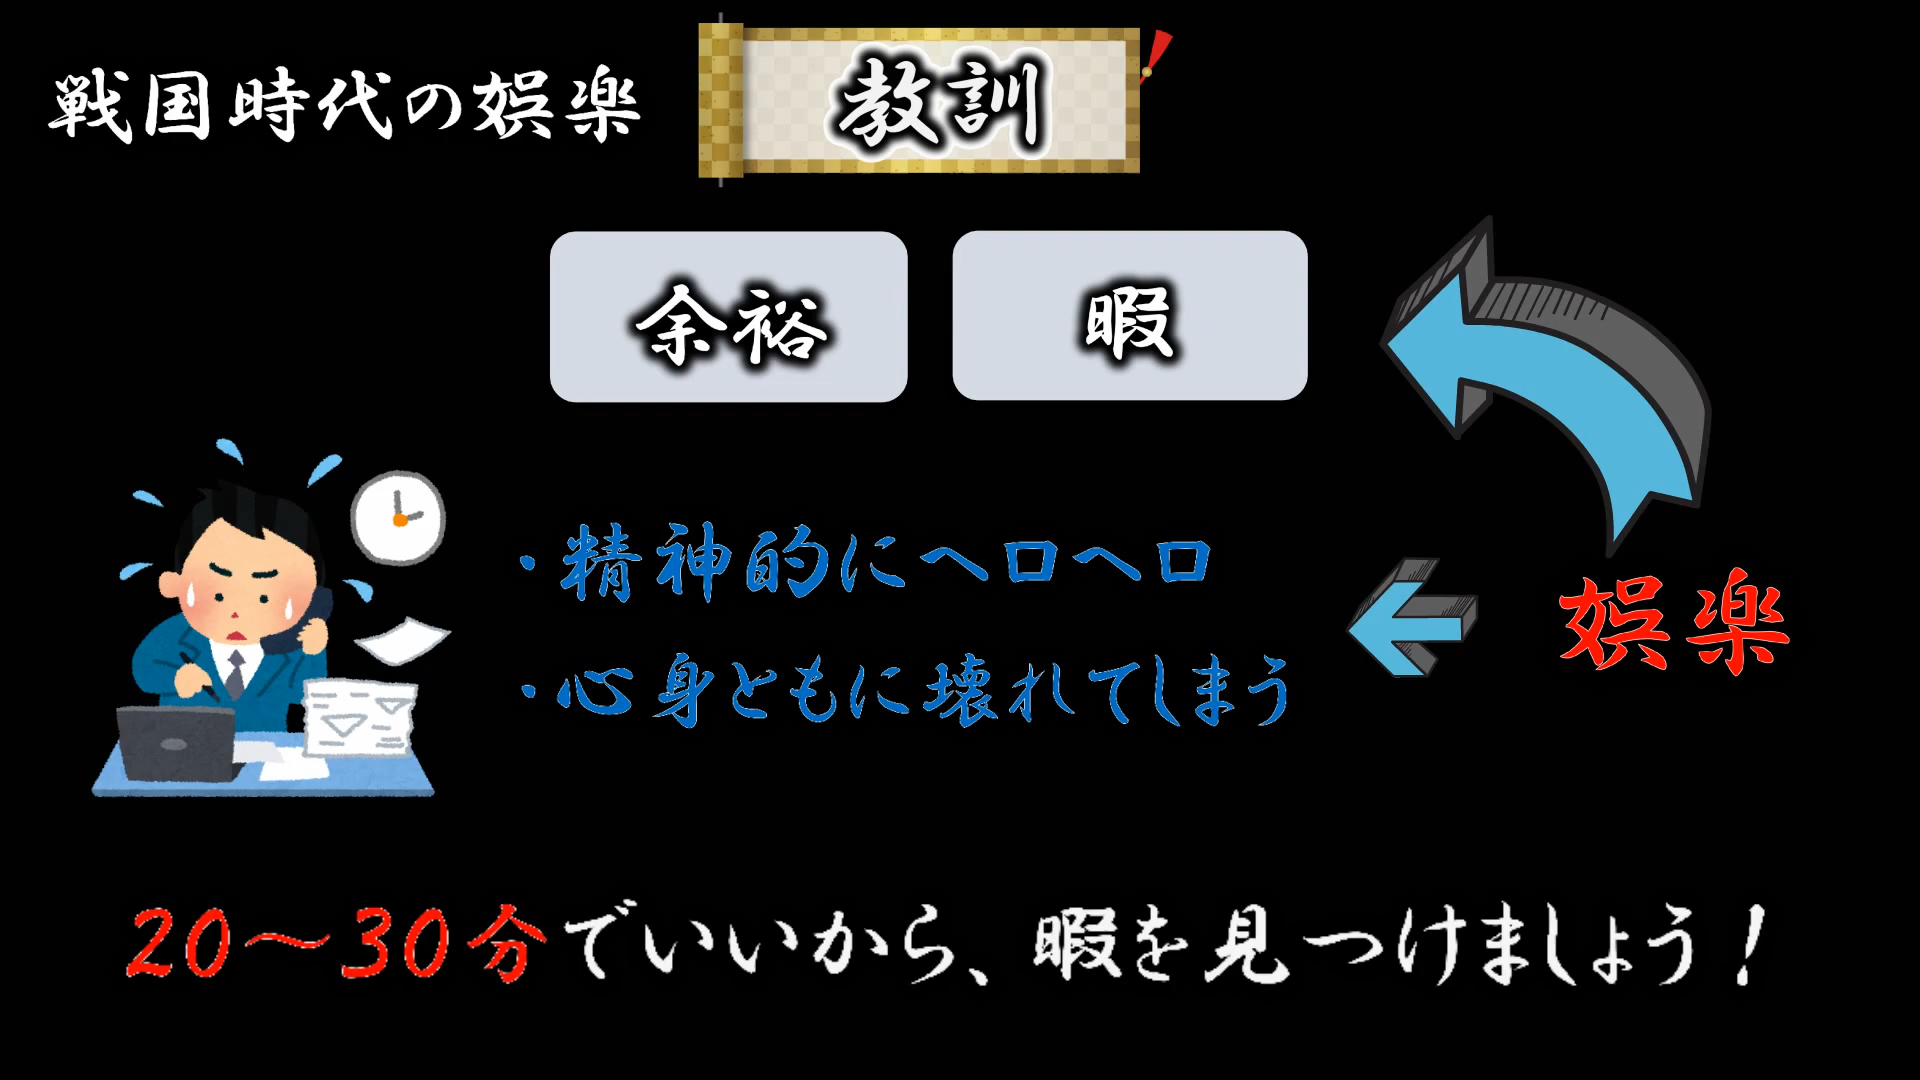 戦国時代の娯楽
教訓
余裕
暇
・精神的にヘロヘロ
・心身ともに壊れてしまう
娯楽
20～30分でいいから、暇を見つけましょう！